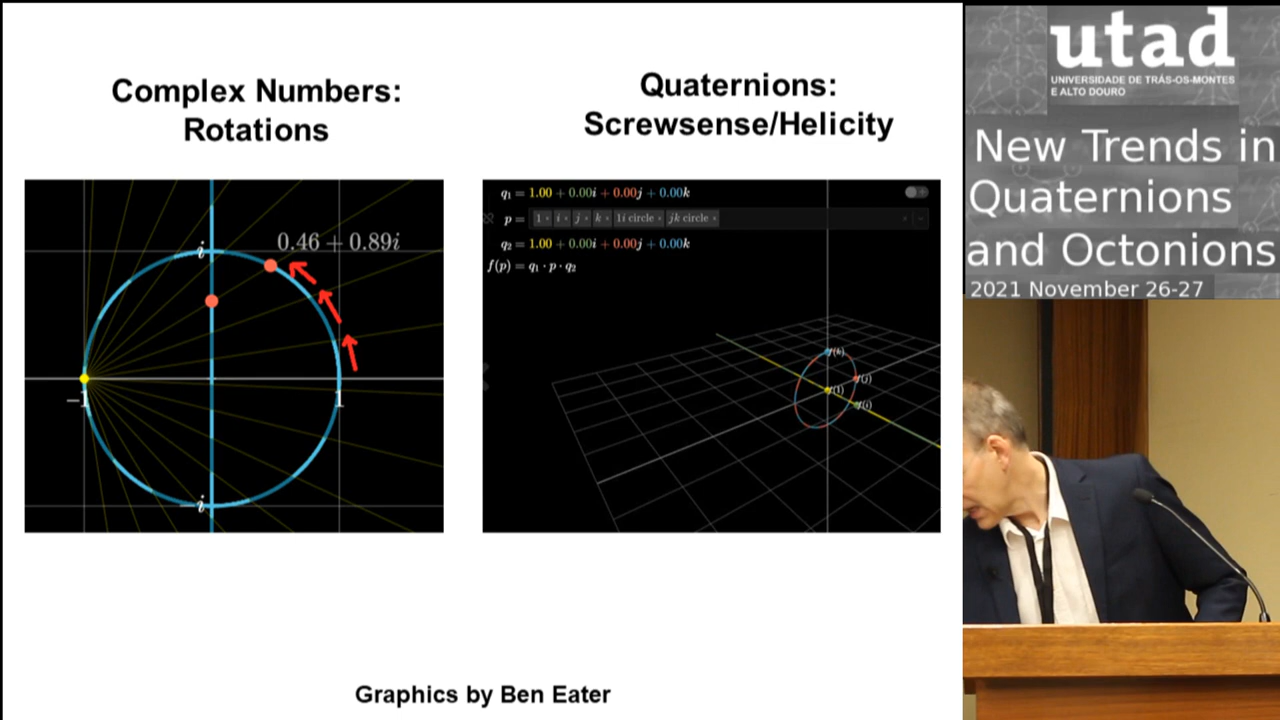 Complex Numbers:
Rotations
Quaternions:
Screwsense/Helicity
i
0.46 + 0.89i
−1
1
−i
q₁ = 1.00 + 0.00i + 0.00j + 0.00k
p = 1 i j k 1i circle jk circle
q₂ = 1.00 + 0.00i + 0.00j + 0.00k
f(p) = q₁ · p · q₂
f(k)
f(j)
f(1)
f(i)
Graphics by Ben Eater
utad
UNIVERSIDADE DE TRÁS-OS-MONTES
E ALTO DOURO
New Trends in
Quaternions
and Octonions
2021 November 26-27